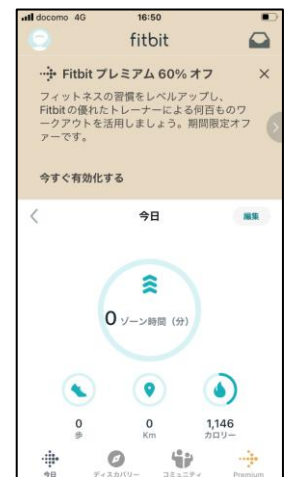 docomo 4G 16:50
fitbit
Fitbit プレミアム 60% オフ ×
フィットネスの習慣をレベルアップし、
Fitbitの優れたトレーナーによる何百ものワ
ークアウトを活用しましょう。期間限定オフ
ァーです。
今すぐ有効化する
今日 編集
0 ゾーン時間（分）
0 0 1,146
歩 Km カロリー
今日 ディスカバリー コミュニティ Premium